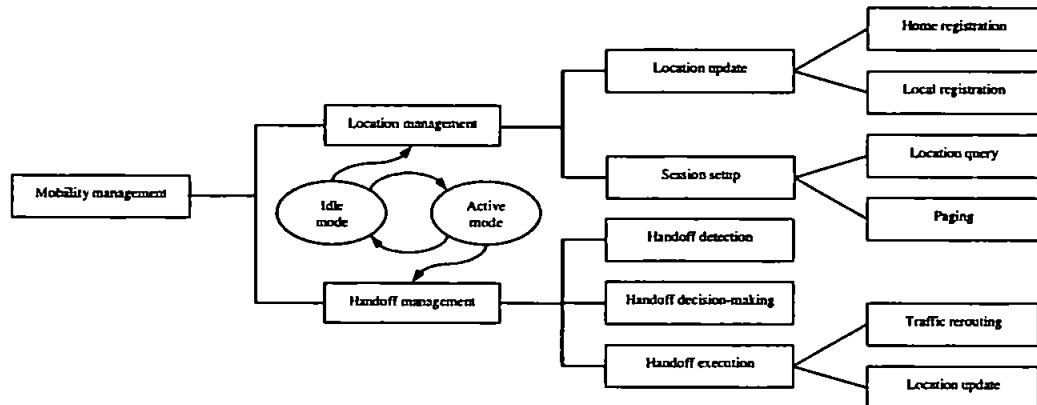 Home registration
Location update
Local registration
Location management
Location query
Session setup
Mobility management
Idle
mode
Active
mode
Paging
Handoff detection
Handoff management
Handoff decision-making
Traffic rerouting
Handoff execution
Location update